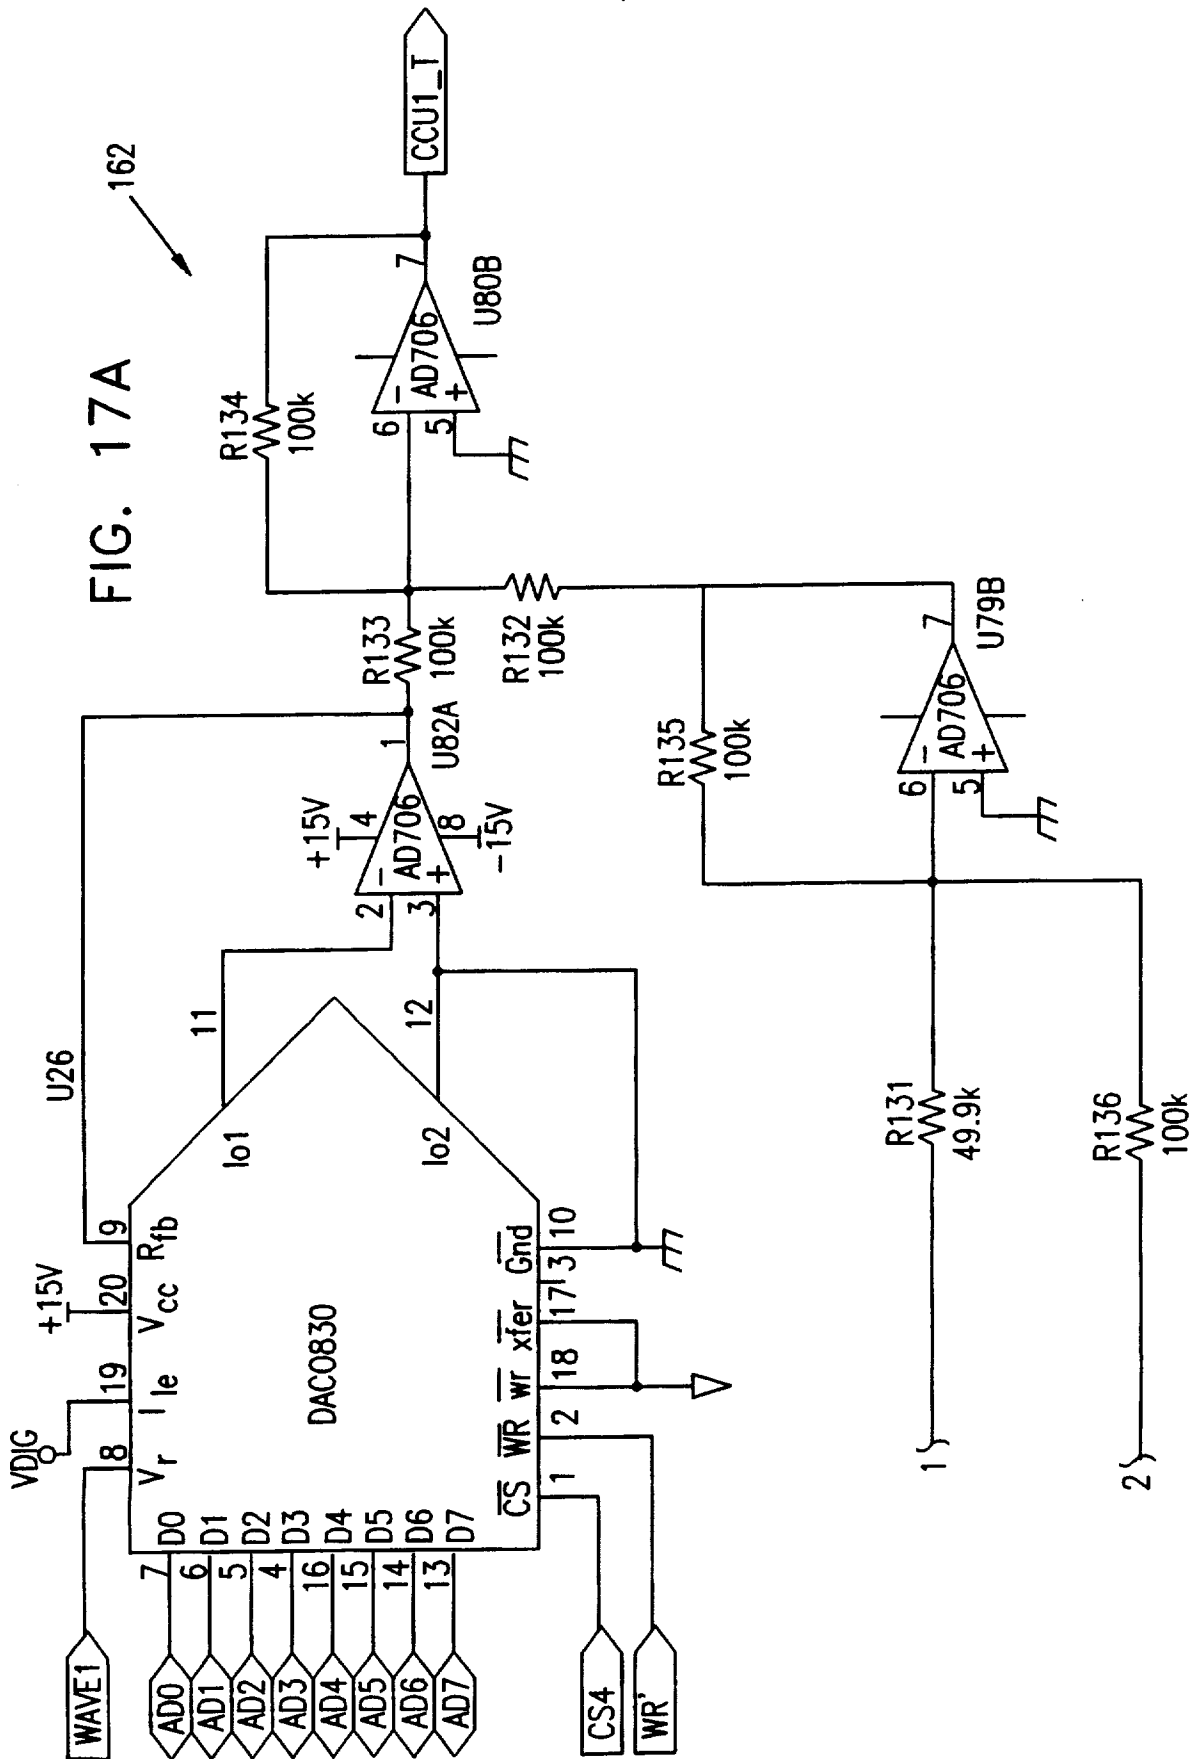 FIG. 17A
162
WAVE1
VDIG
+15V
U26
8
19
20
9
Vr
Ile
Vcc
Rfb
AD0
AD1
AD2
AD3
AD4
AD5
AD6
AD7
7
6
5
4
16
15
14
13
D0
D1
D2
D3
D4
D5
D6
D7
DAC0830
Io1
Io2
11
12
CS
WR
wr
xfer
Gnd
1
2
18
17
3
10
CS4
WR'
+15V
4
2
3
−
+
AD706
1
8
-15V
U82A
R133
100k
R134
100k
R132
100k
6
5
−
+
AD706
7
U80B
CCU1_T
R135
100k
6
5
−
+
AD706
7
U79B
R131
49.9k
R136
100k
1
2